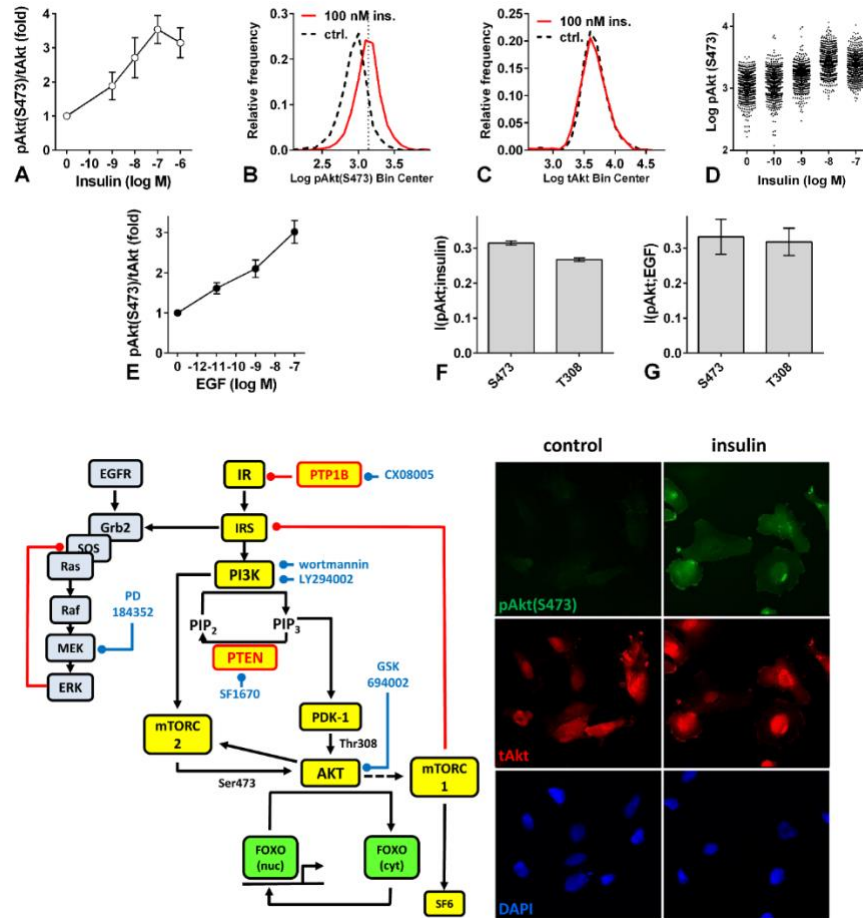 pAkt(S473)/tAkt (fold)
4
3
2
1
0 -10 -9 -8 -7 -6
A
Insulin (log M)
Relative frequency
0.3
0.2
0.1
0.0
100 nM ins.
ctrl.
2.5 3.0 3.5
B
Log pAkt(S473) Bin Center
Relative frequency
0.25
0.20
0.15
0.10
0.05
0.00
100 nM ins.
ctrl.
3.0 3.5 4.0 4.5
C
Log tAkt Bin Center
Log pAkt (S473)
4
3
2
0 -10 -9 -8 -7
D
Insulin (log M)
pAkt(S473)/tAkt (fold)
3
2
1
0 -12 -11 -10 -9 -8 -7
E
EGF (log M)
I(pAkt;insulin)
0.3
0.2
0.1
0.0
S473
T308
F
I(pAkt;EGF)
0.3
0.2
0.1
0.0
S473
T308
G
EGFR
IR
PTP1B
CX08005
Grb2
IRS
SOS
Ras
PI3K
wortmannin
LY294002
Raf
PD
184352
PIP2
PIP3
MEK
PTEN
SF1670
GSK
694002
ERK
PDK-1
mTORC
2
Thr308
AKT
mTORC
1
Ser473
FOXO
(nuc)
FOXO
(cyt)
SF6
control
insulin
pAkt(S473)
tAkt
DAPI